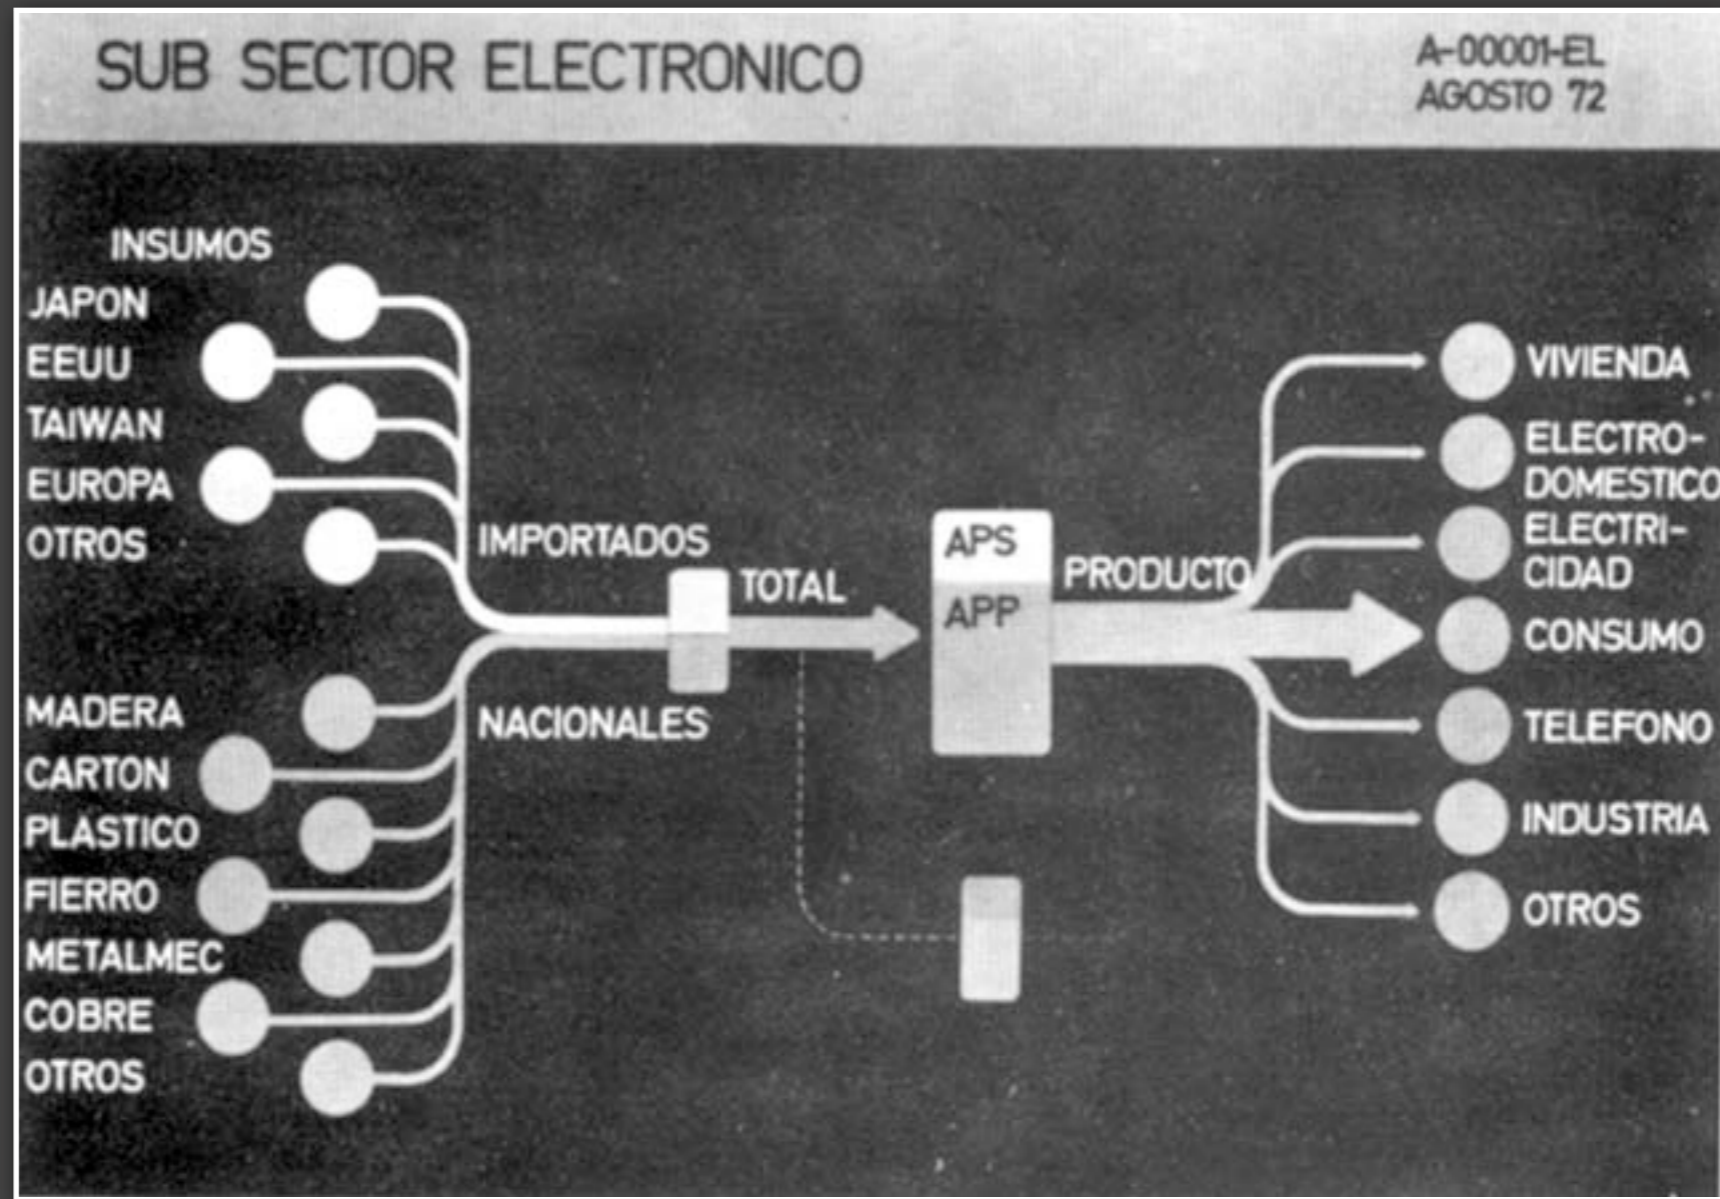 SUB SECTOR ELECTRONICO
A-00001-EL
AGOSTO 72
INSUMOS
JAPON
EEUU
TAIWAN
EUROPA
OTROS
IMPORTADOS
TOTAL
MADERA
CARTON
PLASTICO
FIERRO
METALMEC
COBRE
OTROS
NACIONALES
APS
APP
PRODUCTO
VIVIENDA
ELECTRO-
DOMESTICO
ELECTRI-
CIDAD
CONSUMO
TELEFONO
INDUSTRIA
OTROS